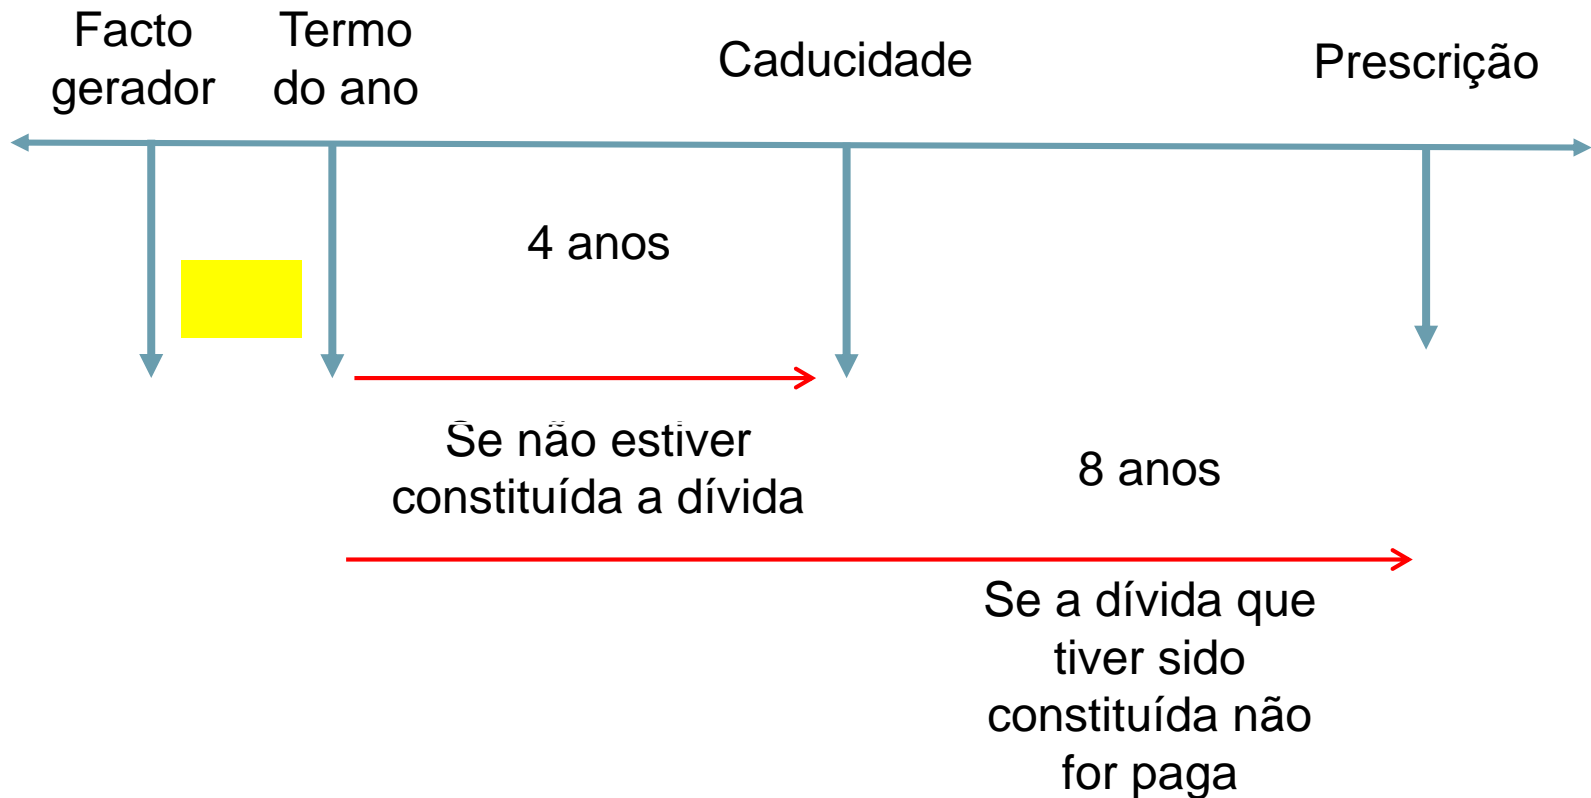 Facto
gerador
Termo
do ano
Caducidade
Prescrição
4 anos
Se não estiver
constituída a dívida
8 anos
Se a dívida que
tiver sido
constituída não
for paga